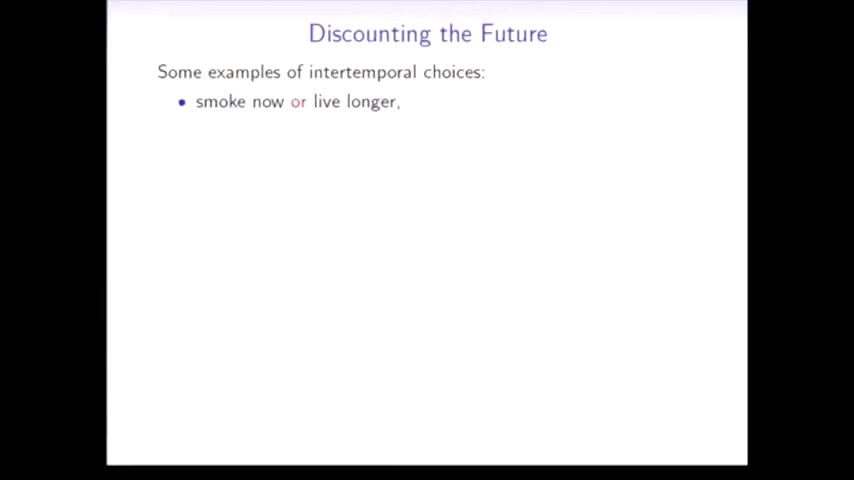 Discounting the Future
Some examples of intertemporal choices:
• smoke now or live longer,